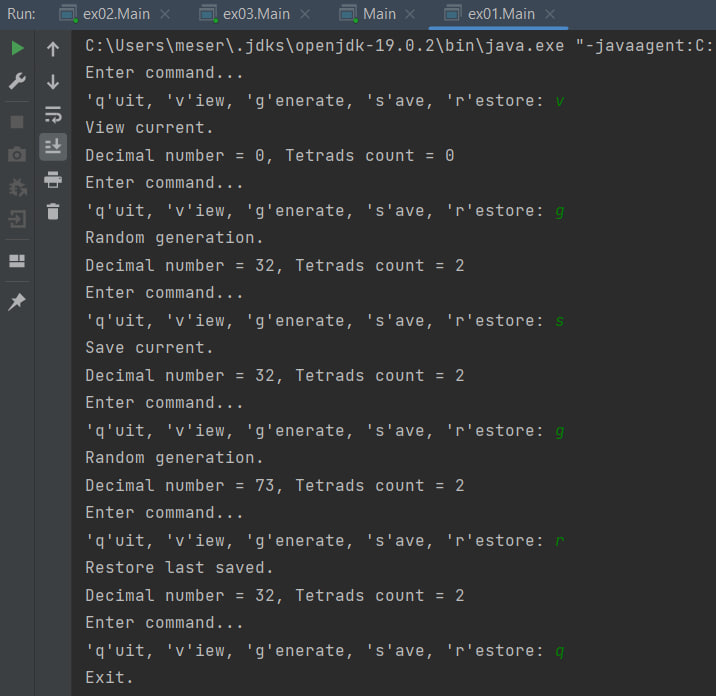 Run: ex02.Main ex03.Main Main ex01.Main
C:\Users\meser\.jdks\openjdk-19.0.2\bin\java.exe "-javaagent:C:
Enter command...
'q'uit, 'v'iew, 'g'enerate, 's'ave, 'r'estore: v
View current.
Decimal number = 0, Tetrads count = 0
Enter command...
'q'uit, 'v'iew, 'g'enerate, 's'ave, 'r'estore: g
Random generation.
Decimal number = 32, Tetrads count = 2
Enter command...
'q'uit, 'v'iew, 'g'enerate, 's'ave, 'r'estore: s
Save current.
Decimal number = 32, Tetrads count = 2
Enter command...
'q'uit, 'v'iew, 'g'enerate, 's'ave, 'r'estore: g
Random generation.
Decimal number = 73, Tetrads count = 2
Enter command...
'q'uit, 'v'iew, 'g'enerate, 's'ave, 'r'estore: r
Restore last saved.
Decimal number = 32, Tetrads count = 2
Enter command...
'q'uit, 'v'iew, 'g'enerate, 's'ave, 'r'estore: q
Exit.